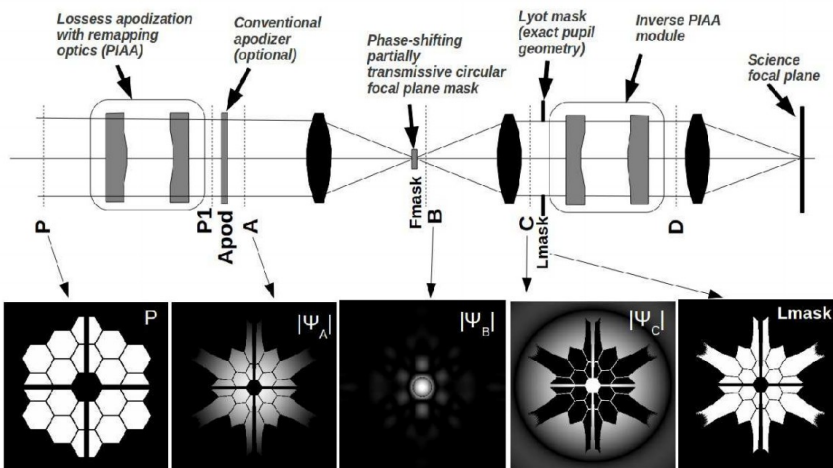 Lossess apodization
with remapping
optics (PIAA)
Conventional
apodizer
(optional)
Phase-shifting
partially
transmissive circular
focal plane mask
Lyot mask
(exact pupil
geometry)
Inverse PIAA
module
Science
focal plane
P
P1
Apod
A
Fmask
B
C
Lmask
D
P
|Ψ_A|
|Ψ_B|
|Ψ_C|
Lmask